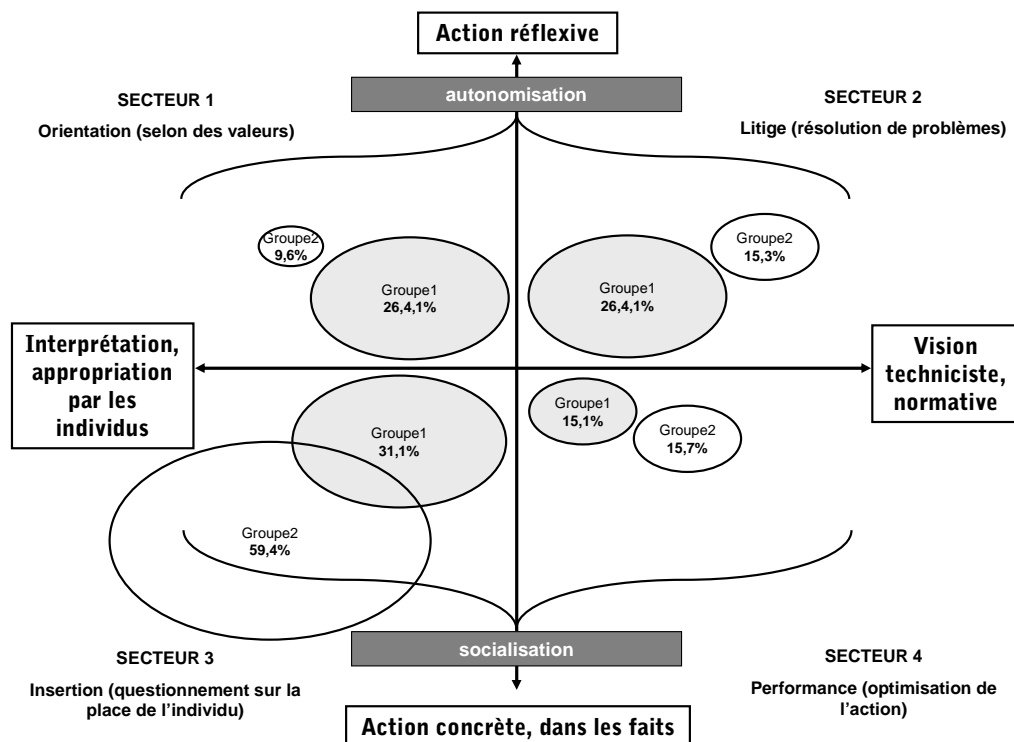 Action réflexive
autonomisation
SECTEUR 1
Orientation (selon des valeurs)
SECTEUR 2
Litige (résolution de problèmes)
Groupe2
9,6%
Groupe1
26,4,1%
Groupe1
26,4,1%
Groupe2
15,3%
Interprétation,
appropriation
par les
individus
Vision
techniciste,
normative
Groupe1
31,1%
Groupe1
15,1%
Groupe2
15,7%
Groupe2
59,4%
socialisation
SECTEUR 3
Insertion (questionnement sur la
place de l’individu)
SECTEUR 4
Performance (optimisation de
l’action)
Action concrète, dans les faits